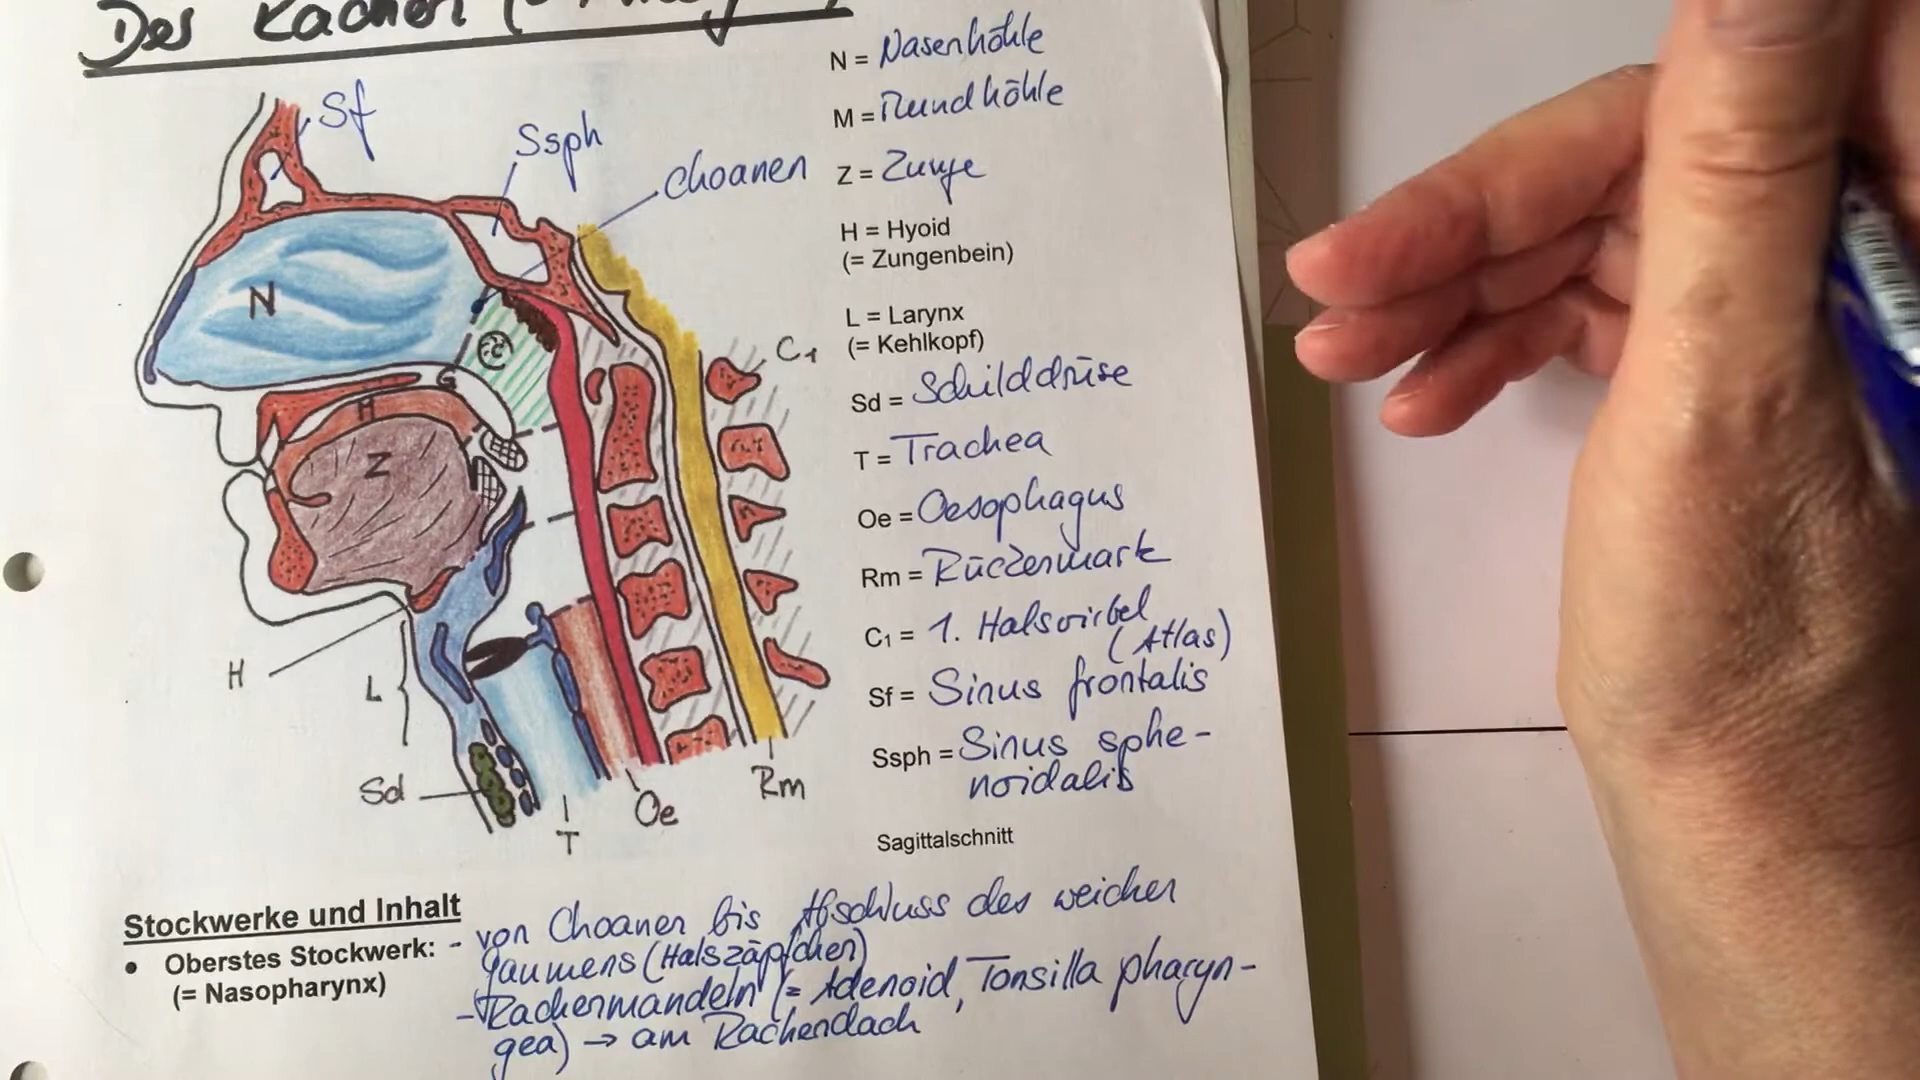 Der Rachen (=
Sf
Ssph
Choanen
N
G
H
Z
C1
H
L
Sd
T
Oe
Rm
N = Nasenhöhle
M = Mundhöhle
Z = Zunge
H = Hyoid
(= Zungenbein)
L = Larynx
(= Kehlkopf)
Sd = Schilddrüse
T = Trachea
Oe = Oesophagus
Rm = Rückenmark
C1 = 1. Halswirbel
(Atlas)
Sf = Sinus frontalis
Ssph = Sinus sphe-
noidalis
Sagittalschnitt
Stockwerke und Inhalt
• Oberstes Stockwerk: - von Choanen bis Abschluss des weichen
(= Nasopharynx) gaumens (Halszäpfchen)
- Rachenmandeln (= Adenoid, Tonsilla pharyn-
gea) → am Rachendach